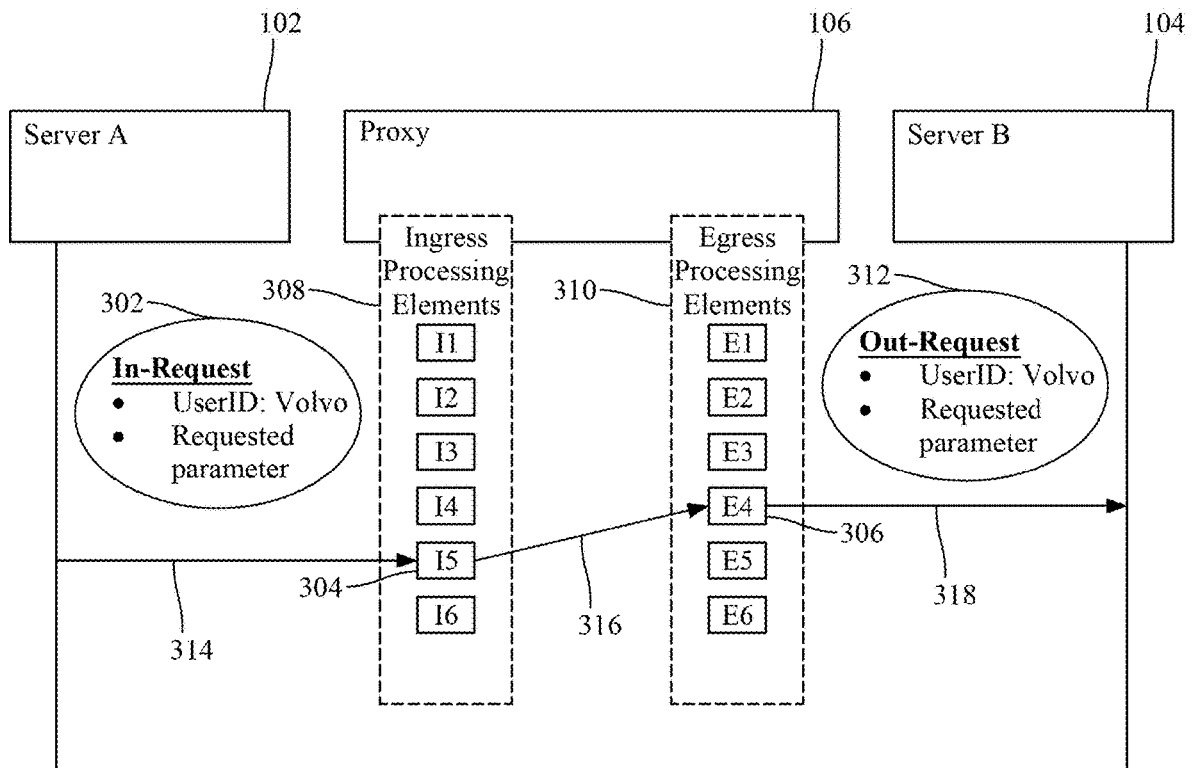 102
106
104
Server A
Proxy
Server B
Ingress
Processing
Elements
Egress
Processing
Elements
302
308
310
312
In-Request
• UserID: Volvo
• Requested
parameter
Out-Request
• UserID: Volvo
• Requested
parameter
I1
I2
I3
I4
I5
I6
E1
E2
E3
E4
E5
E6
304
306
314
316
318